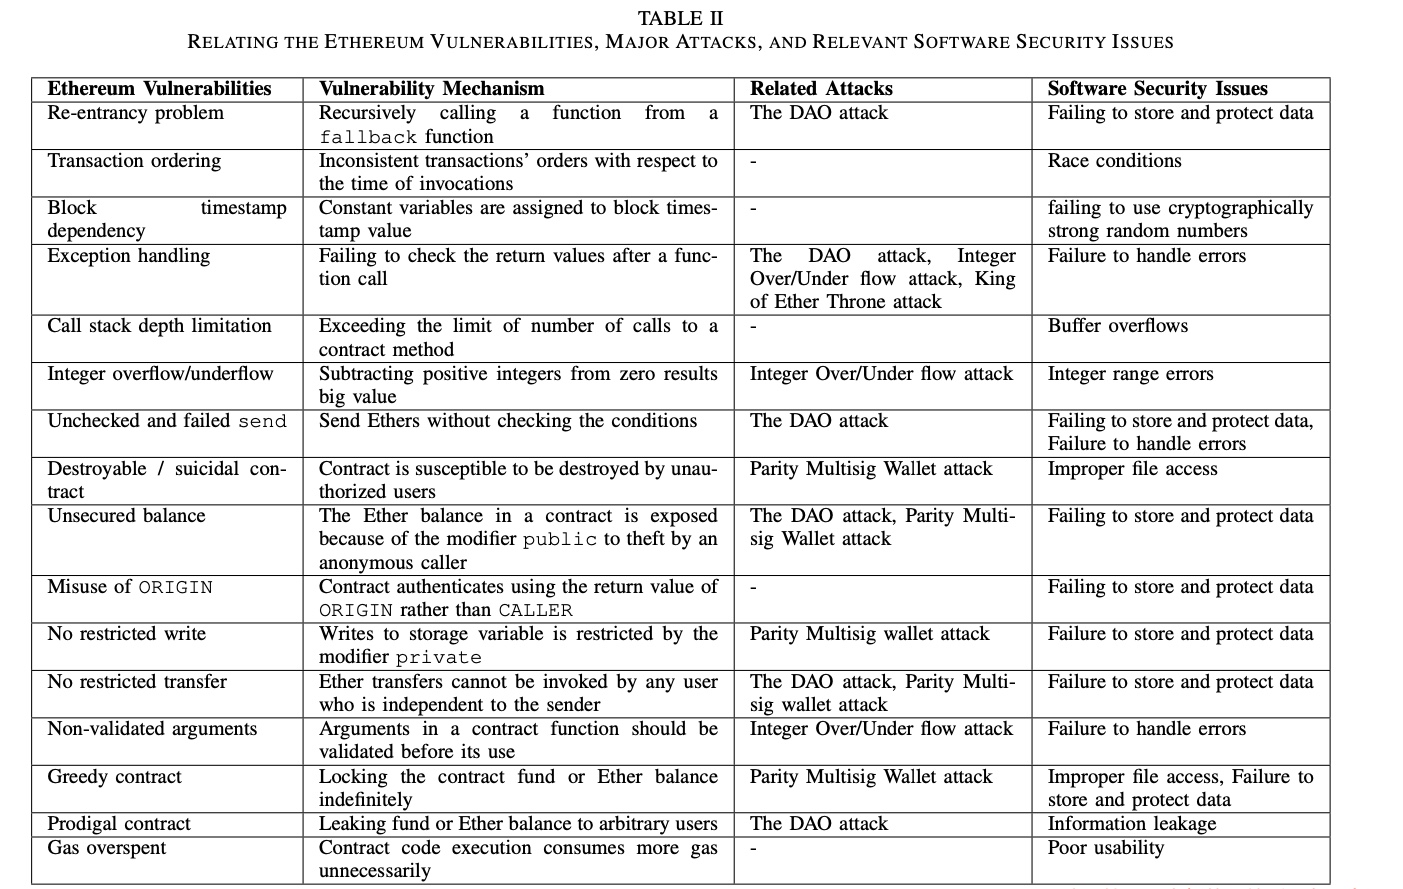 TABLE II
RELATING THE ETHEREUM VULNERABILITIES, MAJOR ATTACKS, AND RELEVANT SOFTWARE SECURITY ISSUES
Ethereum Vulnerabilities Vulnerability Mechanism Related Attacks Software Security Issues
Re-entrancy problem Recursively calling a function from a The DAO attack Failing to store and protect data
fallback function
Transaction ordering Inconsistent transactions' orders with respect to - Race conditions
the time of invocations
Block timestamp Constant variables are assigned to block times- - failing to use cryptographically
dependency tamp value strong random numbers
Exception handling Failing to check the return values after a func- The DAO attack, Integer Failure to handle errors
tion call Over/Under flow attack, King
of Ether Throne attack
Call stack depth limitation Exceeding the limit of number of calls to a - Buffer overflows
contract method
Integer overflow/underflow Subtracting positive integers from zero results Integer Over/Under flow attack Integer range errors
big value
Unchecked and failed send Send Ethers without checking the conditions The DAO attack Failing to store and protect data,
Failure to handle errors
Destroyable / suicidal con- Contract is susceptible to be destroyed by unau- Parity Multisig Wallet attack Improper file access
tract thorized users
Unsecured balance The Ether balance in a contract is exposed The DAO attack, Parity Multi- Failing to store and protect data
because of the modifier public to theft by an sig Wallet attack
anonymous caller
Misuse of ORIGIN Contract authenticates using the return value of - Failing to store and protect data
ORIGIN rather than CALLER
No restricted write Writes to storage variable is restricted by the Parity Multisig wallet attack Failure to store and protect data
modifier private
No restricted transfer Ether transfers cannot be invoked by any user The DAO attack, Parity Multi- Failure to store and protect data
who is independent to the sender sig wallet attack
Non-validated arguments Arguments in a contract function should be Integer Over/Under flow attack Failure to handle errors
validated before its use
Greedy contract Locking the contract fund or Ether balance Parity Multisig Wallet attack Improper file access, Failure to
indefinitely store and protect data
Prodigal contract Leaking fund or Ether balance to arbitrary users The DAO attack Information leakage
Gas overspent Contract code execution consumes more gas - Poor usability
unnecessarily